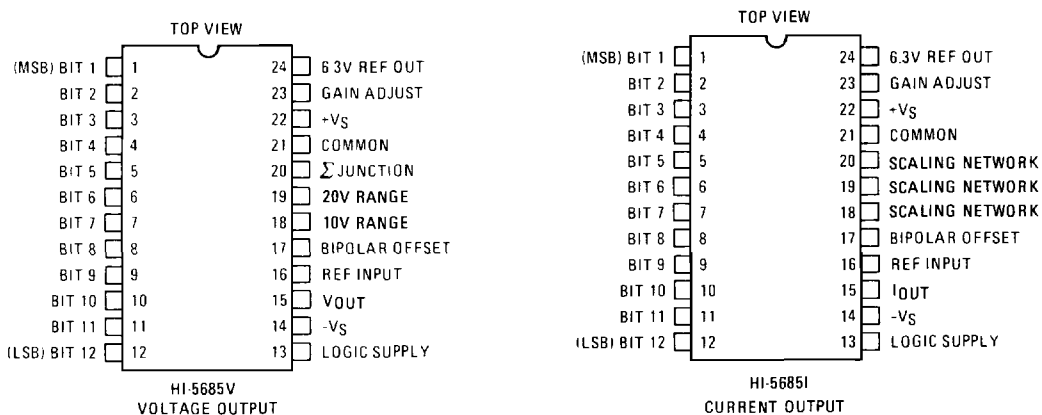 TOP VIEW
(MSB) BIT 1 1 24 6.3V REF OUT
BIT 2 2 23 GAIN ADJUST
BIT 3 3 22 +VS
BIT 4 4 21 COMMON
BIT 5 5 20 Σ JUNCTION
BIT 6 6 19 20V RANGE
BIT 7 7 18 10V RANGE
BIT 8 8 17 BIPOLAR OFFSET
BIT 9 9 16 REF INPUT
BIT 10 10 15 VOUT
BIT 11 11 14 -VS
(LSB) BIT 12 12 13 LOGIC SUPPLY
HI-5685V
VOLTAGE OUTPUT
TOP VIEW
(MSB) BIT 1 1 24 6.3V REF OUT
BIT 2 2 23 GAIN ADJUST
BIT 3 3 22 +VS
BIT 4 4 21 COMMON
BIT 5 5 20 SCALING NETWORK
BIT 6 6 19 SCALING NETWORK
BIT 7 7 18 SCALING NETWORK
BIT 8 8 17 BIPOLAR OFFSET
BIT 9 9 16 REF INPUT
BIT 10 10 15 IOUT
BIT 11 11 14 -VS
(LSB) BIT 12 12 13 LOGIC SUPPLY
HI-5685I
CURRENT OUTPUT